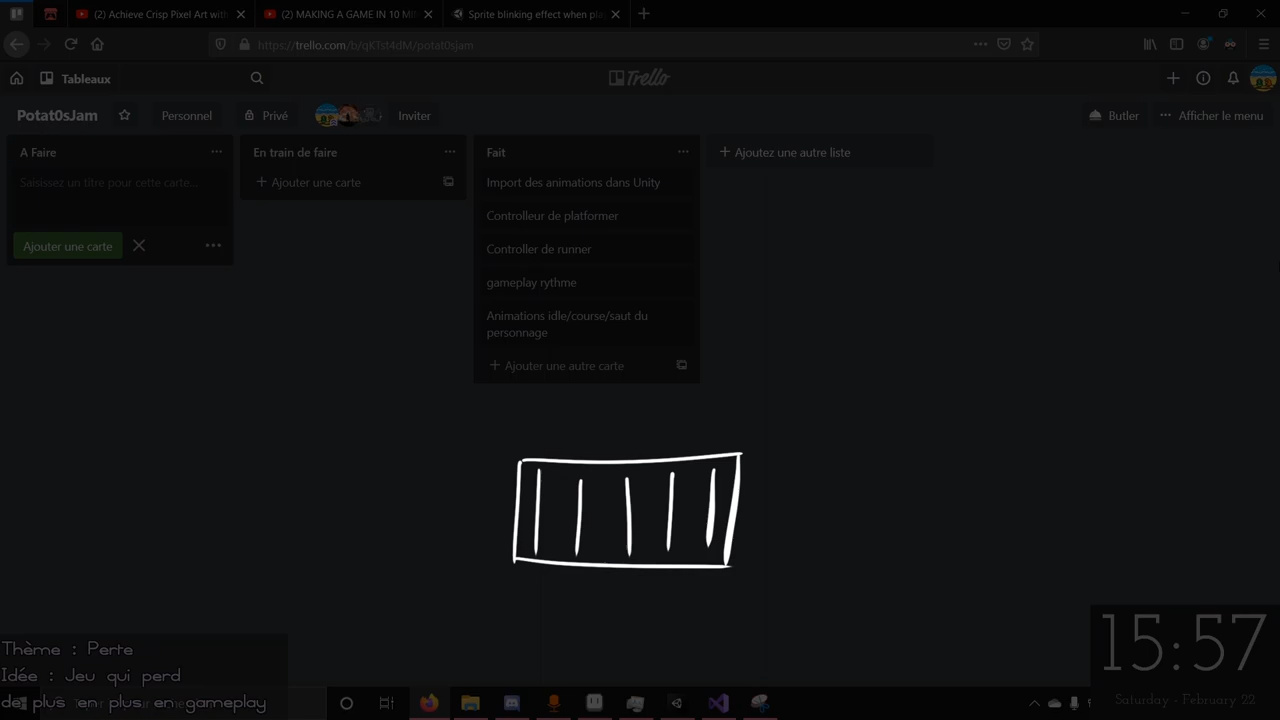 (2) Achieve Crisp Pixel Art with
(2) MAKING A GAME IN 10 MI
Sprite blinking effect when pla
https://trello.com/b/qKTst4dM/potat0sjam
Tableaux
Trello
Potat0sJam
Personnel
Privé
Inviter
Butler
Afficher le menu
A Faire
Saisissez un titre pour cette carte…
Ajouter une carte
En train de faire
Ajouter une carte
Fait
Import des animations dans Unity
Controlleur de platformer
Controller de runner
gameplay rythme
Animations idle/course/saut du
personnage
Ajouter une autre carte
Ajoutez une autre liste
Thème : Perte
Idée : Jeu qui perd
de plus en plus en gameplay
15:57
Saturday - February 22